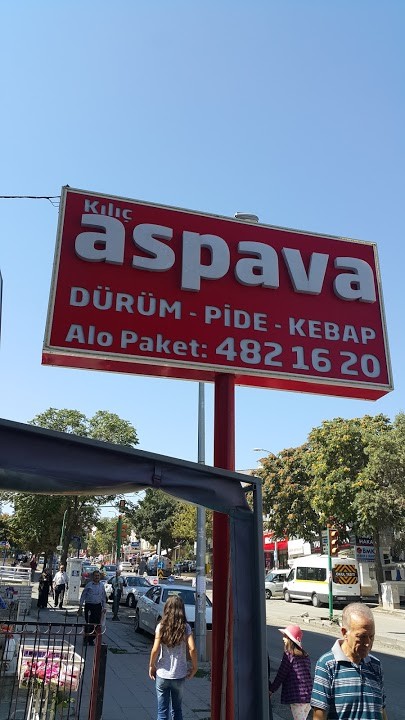 Kılıç
aspava
DÜRÜM - PİDE - KEBAP
Alo Paket: 482 16 20